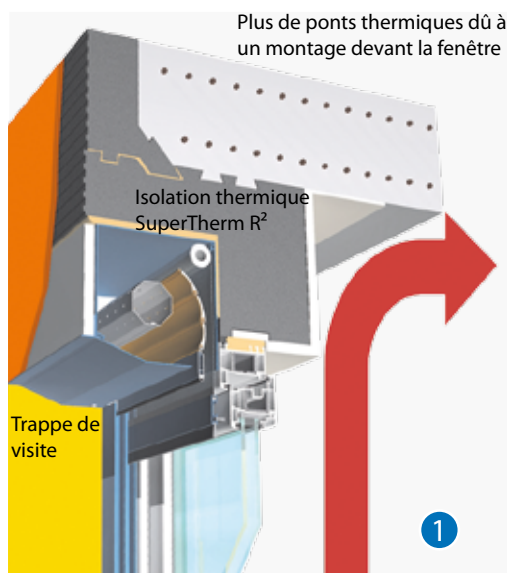 Plus de ponts thermiques dû à
un montage devant la fenêtre
Isolation thermique
SuperTherm R²
Trappe de
visite
1